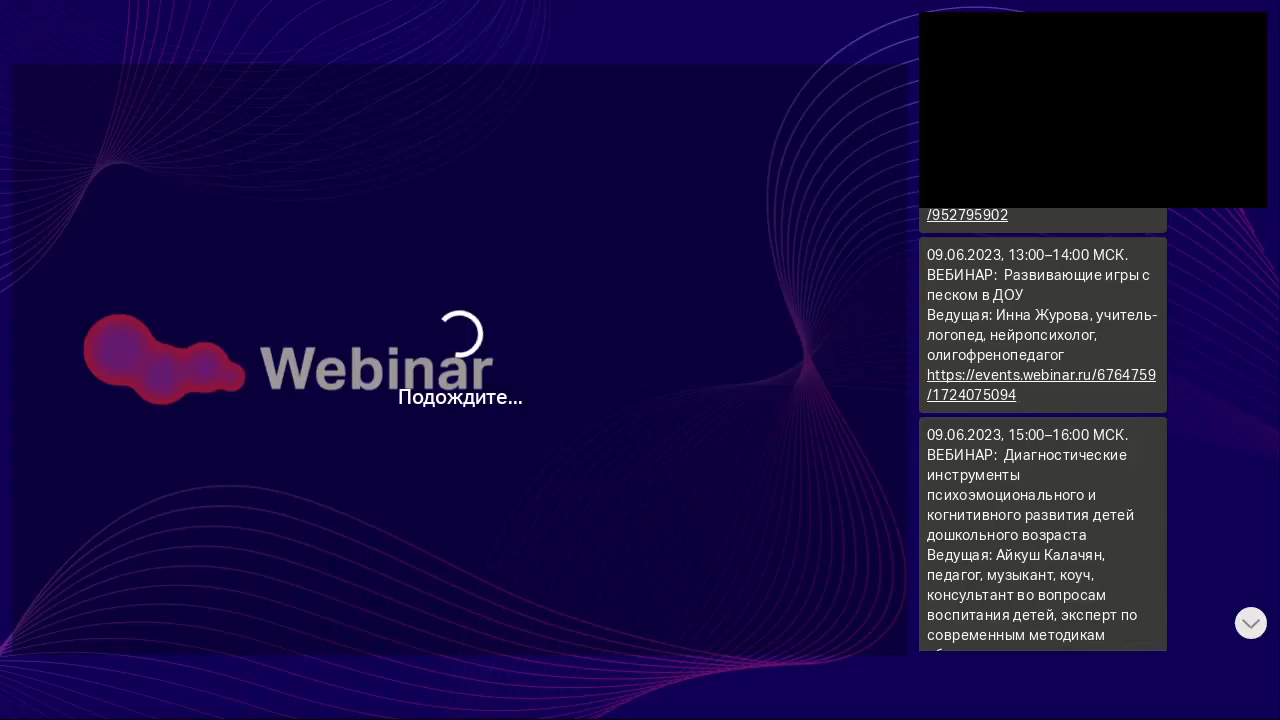 Webinar
Подождите...
/952795902
09.06.2023, 13:00–14:00 МСК.
ВЕБИНАР:  Развивающие игры с
песком в ДОУ
Ведущая: Инна Журова, учитель-
логопед, нейропсихолог,
олигофренопедагог
https://events.webinar.ru/6764759
/1724075094
09.06.2023, 15:00–16:00 МСК.
ВЕБИНАР:  Диагностические
инструменты
психоэмоционального и
когнитивного развития детей
дошкольного возраста
Ведущая: Айкуш Калачян,
педагог, музыкант, коуч,
консультант во вопросам
воспитания детей, эксперт по
современным методикам